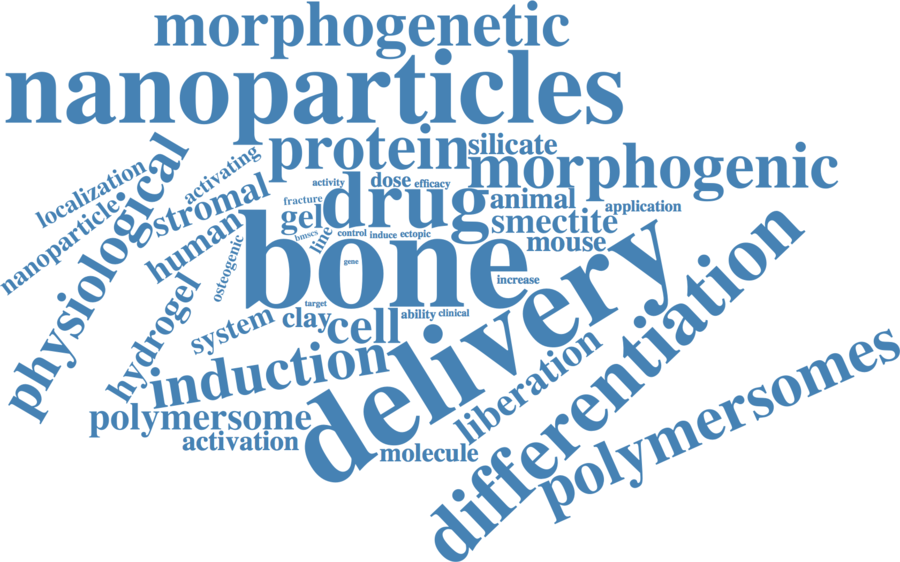 morphogenetic
nanoparticles
protein
silicate
morphogenic
localization
activating
physiological
nanoparticle
stromal
activity
dose
efficacy
drug
animal
application
fracture
gel
smectite
human
bmscs
line
control
induce
ectopic
mouse
osteogenic
bone
gene
increase
delivery
differentiation
hydrogel
system
target
clay
cell
ability
clinical
induction
liberation
polymersomes
polymersome
activation
molecule